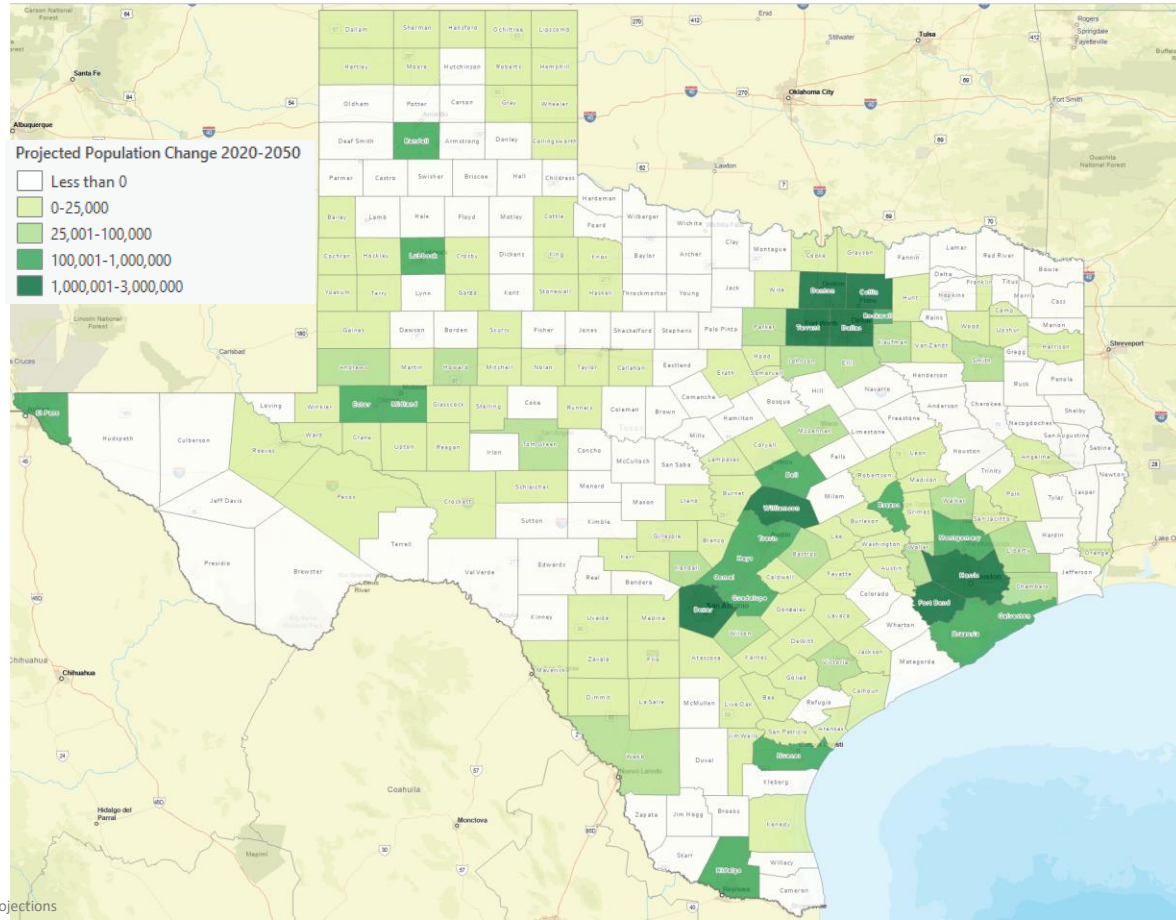 Carson National
Forest
Santa Fe
Albuquerque
Enid
Stillwater
Tulsa
Rogers
Springdale
Fayetteville
Oklahoma City
Fort Smith
Lawton
Ouachita
National Forest
Projected Population Change 2020-2050
Less than 0
0-25,000
25,001-100,000
100,001-1,000,000
1,000,001-3,000,000
Dallam
Sherman
Hansford
Ochiltree
Lipscomb
Hartley
Moore
Hutchinson
Roberts
Hemphill
Oldham
Potter
Carson
Gray
Wheeler
Amarillo
Deaf Smith
Randall
Armstrong
Donley
Collingsworth
Parmer
Castro
Swisher
Briscoe
Hall
Childress
Hardeman
Bailey
Lamb
Hale
Floyd
Motley
Cottle
Foard
Wilbarger
Wichita
Wichita Falls
Clay
Montague
Cooke
Grayson
Fannin
Lamar
Red River
Bowie
Cochran
Hockley
Lubbock
Crosby
Dickens
King
Knox
Baylor
Archer
Jack
Wise
Denton
Collin
Hunt
Delta
Hopkins
Franklin
Titus
Morris
Cass
Camp
Marion
Yoakum
Terry
Lynn
Garza
Kent
Stonewall
Haskell
Throckmorton
Young
Parker
Tarrant
Dallas
Rockwall
Rains
Wood
Upshur
Harrison
Gaines
Dawson
Borden
Scurry
Fisher
Jones
Shackelford
Stephens
Palo Pinto
Hood
Johnson
Ellis
Kaufman
Van Zandt
Smith
Gregg
Panola
Rusk
Andrews
Martin
Howard
Mitchell
Nolan
Taylor
Callahan
Eastland
Erath
Somervell
Hill
Navarro
Henderson
Cherokee
Shelby
El Paso
Hudspeth
Culberson
Loving
Winkler
Ector
Midland
Glasscock
Sterling
Coke
Runnels
Coleman
Brown
Comanche
Bosque
Hamilton
Freestone
Anderson
Nacogdoches
San Augustine
Sabine
Texas
Reeves
Ward
Crane
Upton
Reagan
Irion
Tom Green
Concho
McCulloch
San Saba
Mills
Lampasas
Coryell
McLennan
Waco
Limestone
Falls
Leon
Houston
Trinity
Angelina
Newton
Jasper
Jeff Davis
Pecos
Crockett
Schleicher
Menard
Mason
Llano
Burnet
Bell
Williamson
Milam
Robertson
Madison
Brazos
Grimes
Walker
San Jacinto
Polk
Tyler
Hardin
Presidio
Brewster
Terrell
Sutton
Kimble
Gillespie
Blanco
Travis
Hays
Bastrop
Lee
Burleson
Washington
Waller
Montgomery
Liberty
Orange
Jefferson
Val Verde
Edwards
Kerr
Real
Bandera
Kendall
Comal
Guadalupe
Caldwell
Fayette
Austin
Colorado
Harris
Chambers
Fort Bend
Galveston
Brazoria
Kinney
Uvalde
Medina
Bexar
San Antonio
Wilson
Gonzales
Lavaca
Wharton
Matagorda
Maverick
Zavala
Frio
Atascosa
Karnes
DeWitt
Jackson
Victoria
Goliad
Calhoun
Dimmit
La Salle
McMullen
Live Oak
Bee
Refugio
Aransas
San Patricio
Webb
Nuevo Laredo
Duval
Jim Wells
Nueces
Kleberg
Zapata
Jim Hogg
Brooks
Kenedy
Starr
Hidalgo
Willacy
Cameron
Reynosa
Lincoln National
Forest
Carlsbad
Shreveport
Chihuahua
Chihuahua
Hidalgo del
Parral
Coahuila
Monclova
Mapimí
ojections